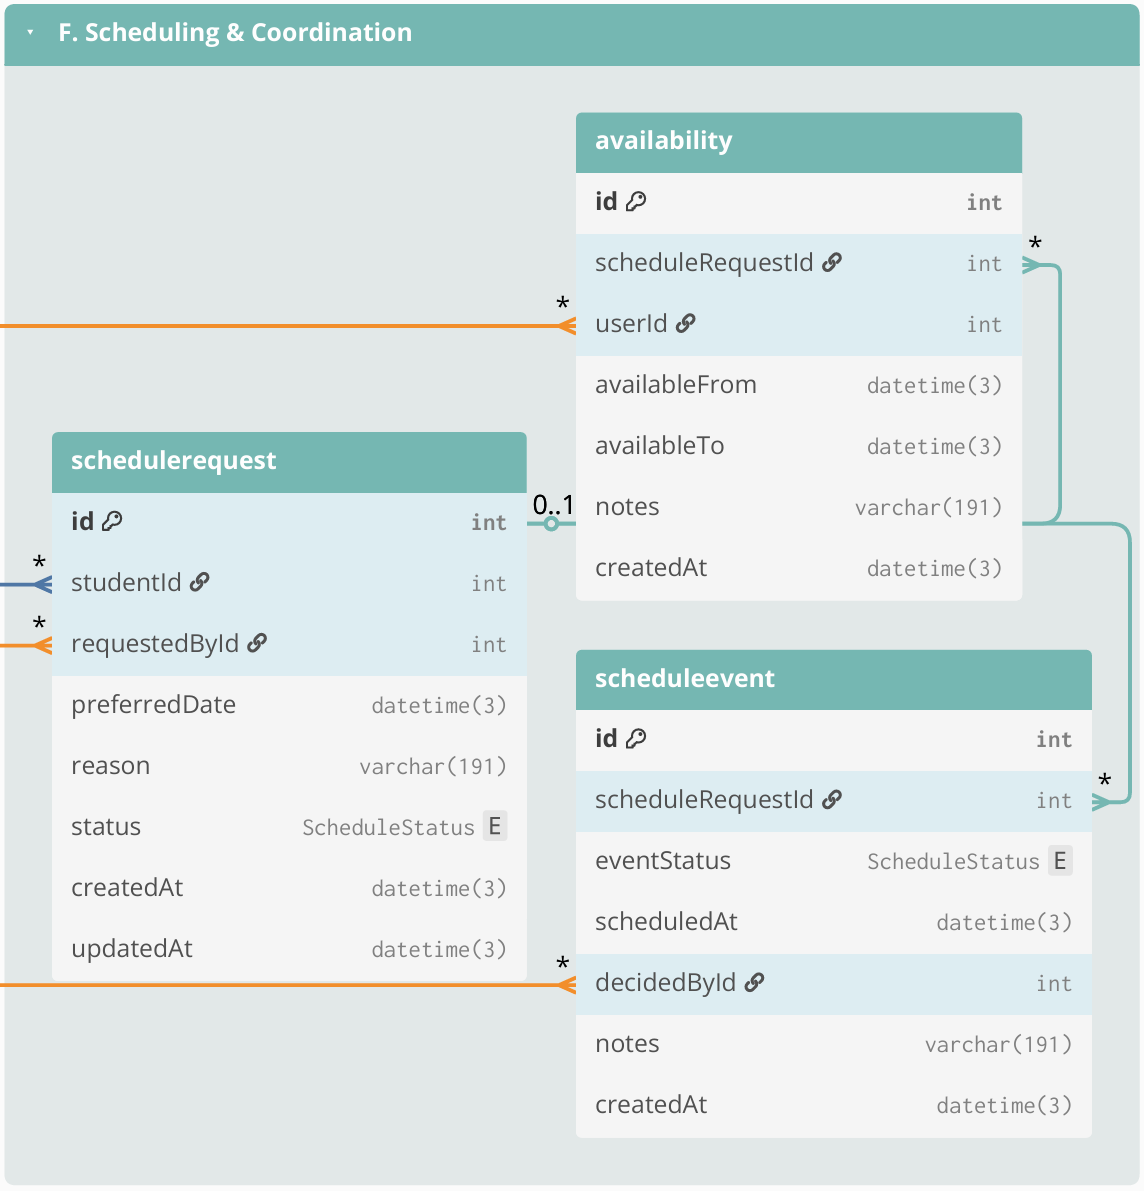 F. Scheduling & Coordination
availability
id int
scheduleRequestId int
*
*
userId int
availableFrom datetime(3)
availableTo datetime(3)
notes varchar(191)
createdAt datetime(3)
schedulerequest
id int
0..1
*
studentId int
*
requestedById int
preferredDate datetime(3)
reason varchar(191)
status ScheduleStatus E
createdAt datetime(3)
updatedAt datetime(3)
scheduleevent
id int
scheduleRequestId int
*
eventStatus ScheduleStatus E
scheduledAt datetime(3)
*
decidedById int
notes varchar(191)
createdAt datetime(3)